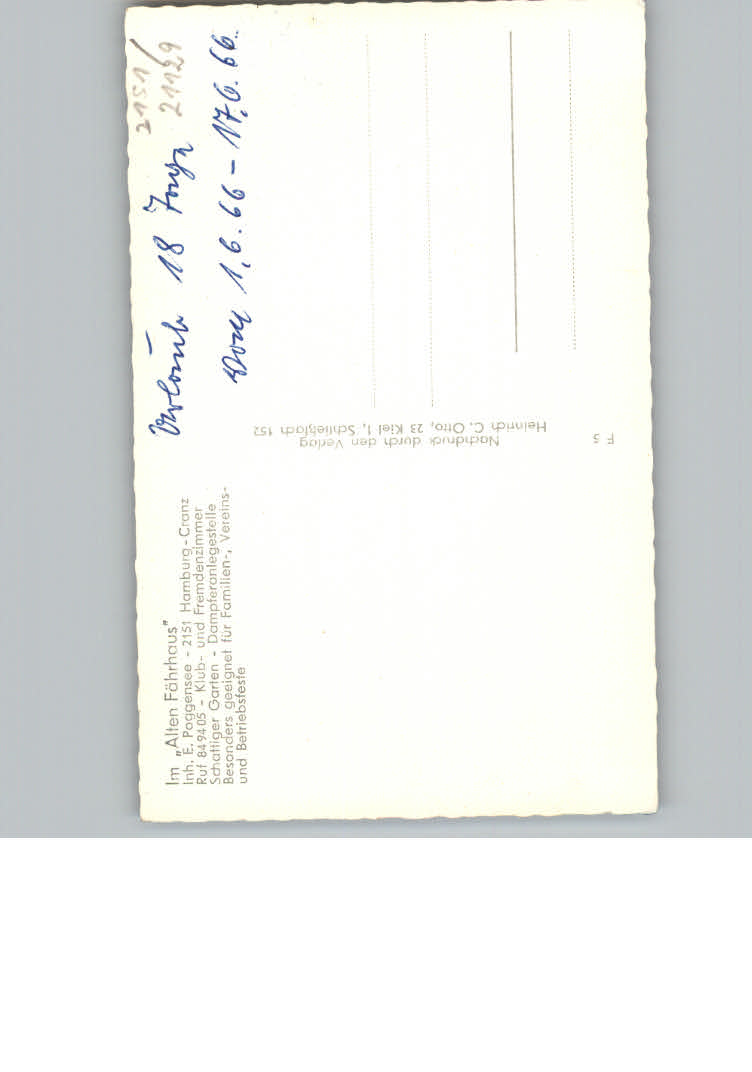 Im „Alten Fährhaus"
Inh. E. Poggensee - 2151 Hamburg-Cranz
Ruf 849405 - Klub- und Fremdenzimmer
Schattiger Garten - Dampferanlegestelle
Besonders geeignet für Familien-, Vereins-
und Betriebsfeste
Nachdruck durch den Verlag
Heinrich C. Otto, 23 Kiel 1, Schließfach 152
F 5
2151/
21129
Urlaub 18 Tage
Vom 1.6.66 - 17.6.66.